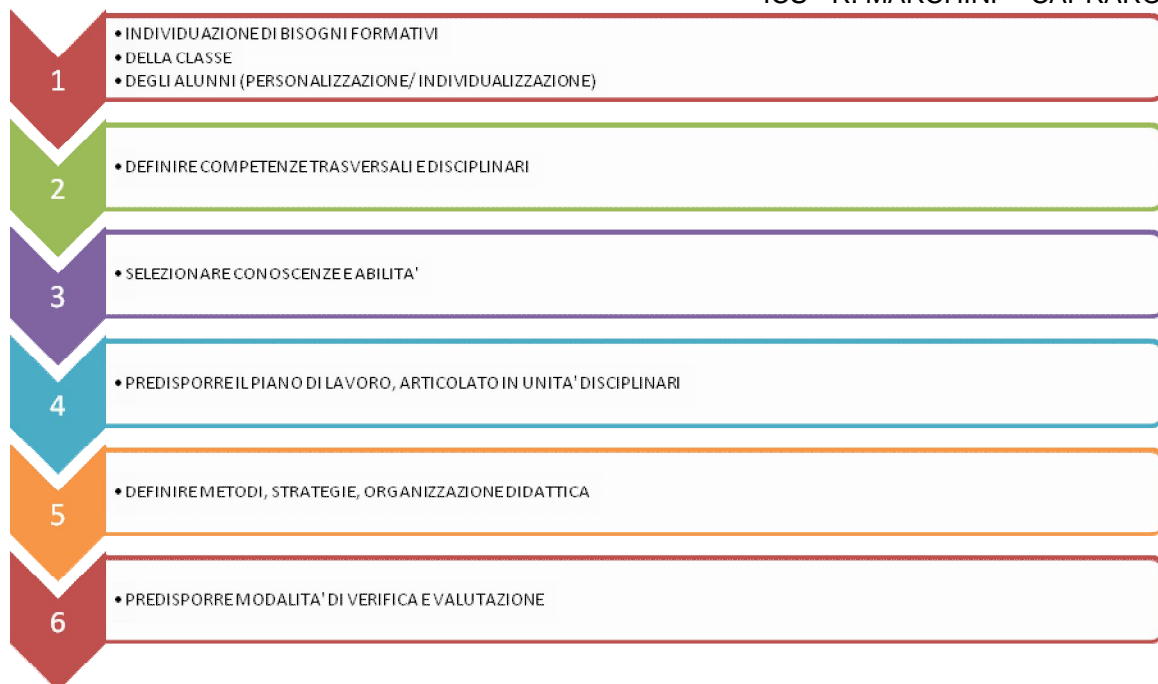 1
• INDIVIDUAZIONE DI BISOGNI FORMATIVI
• DELLA CLASSE
• DEGLI ALUNNI (PERSONALIZZAZIONE/ INDIVIDUALIZZAZIONE)
2
• DEFINIRE COMPETENZE TRASVERSALI E DISCIPLINARI
3
• SELEZIONARE CONOSCENZE E ABILITA'
4
• PREDISPORRE IL PIANO DI LAVORO, ARTICOLATO IN UNITA' DISCIPLINARI
5
• DEFINIRE METODI, STRATEGIE, ORGANIZZAZIONE DIDATTICA
6
• PREDISPORRE MODALITA' DI VERIFICA E VALUTAZIONE